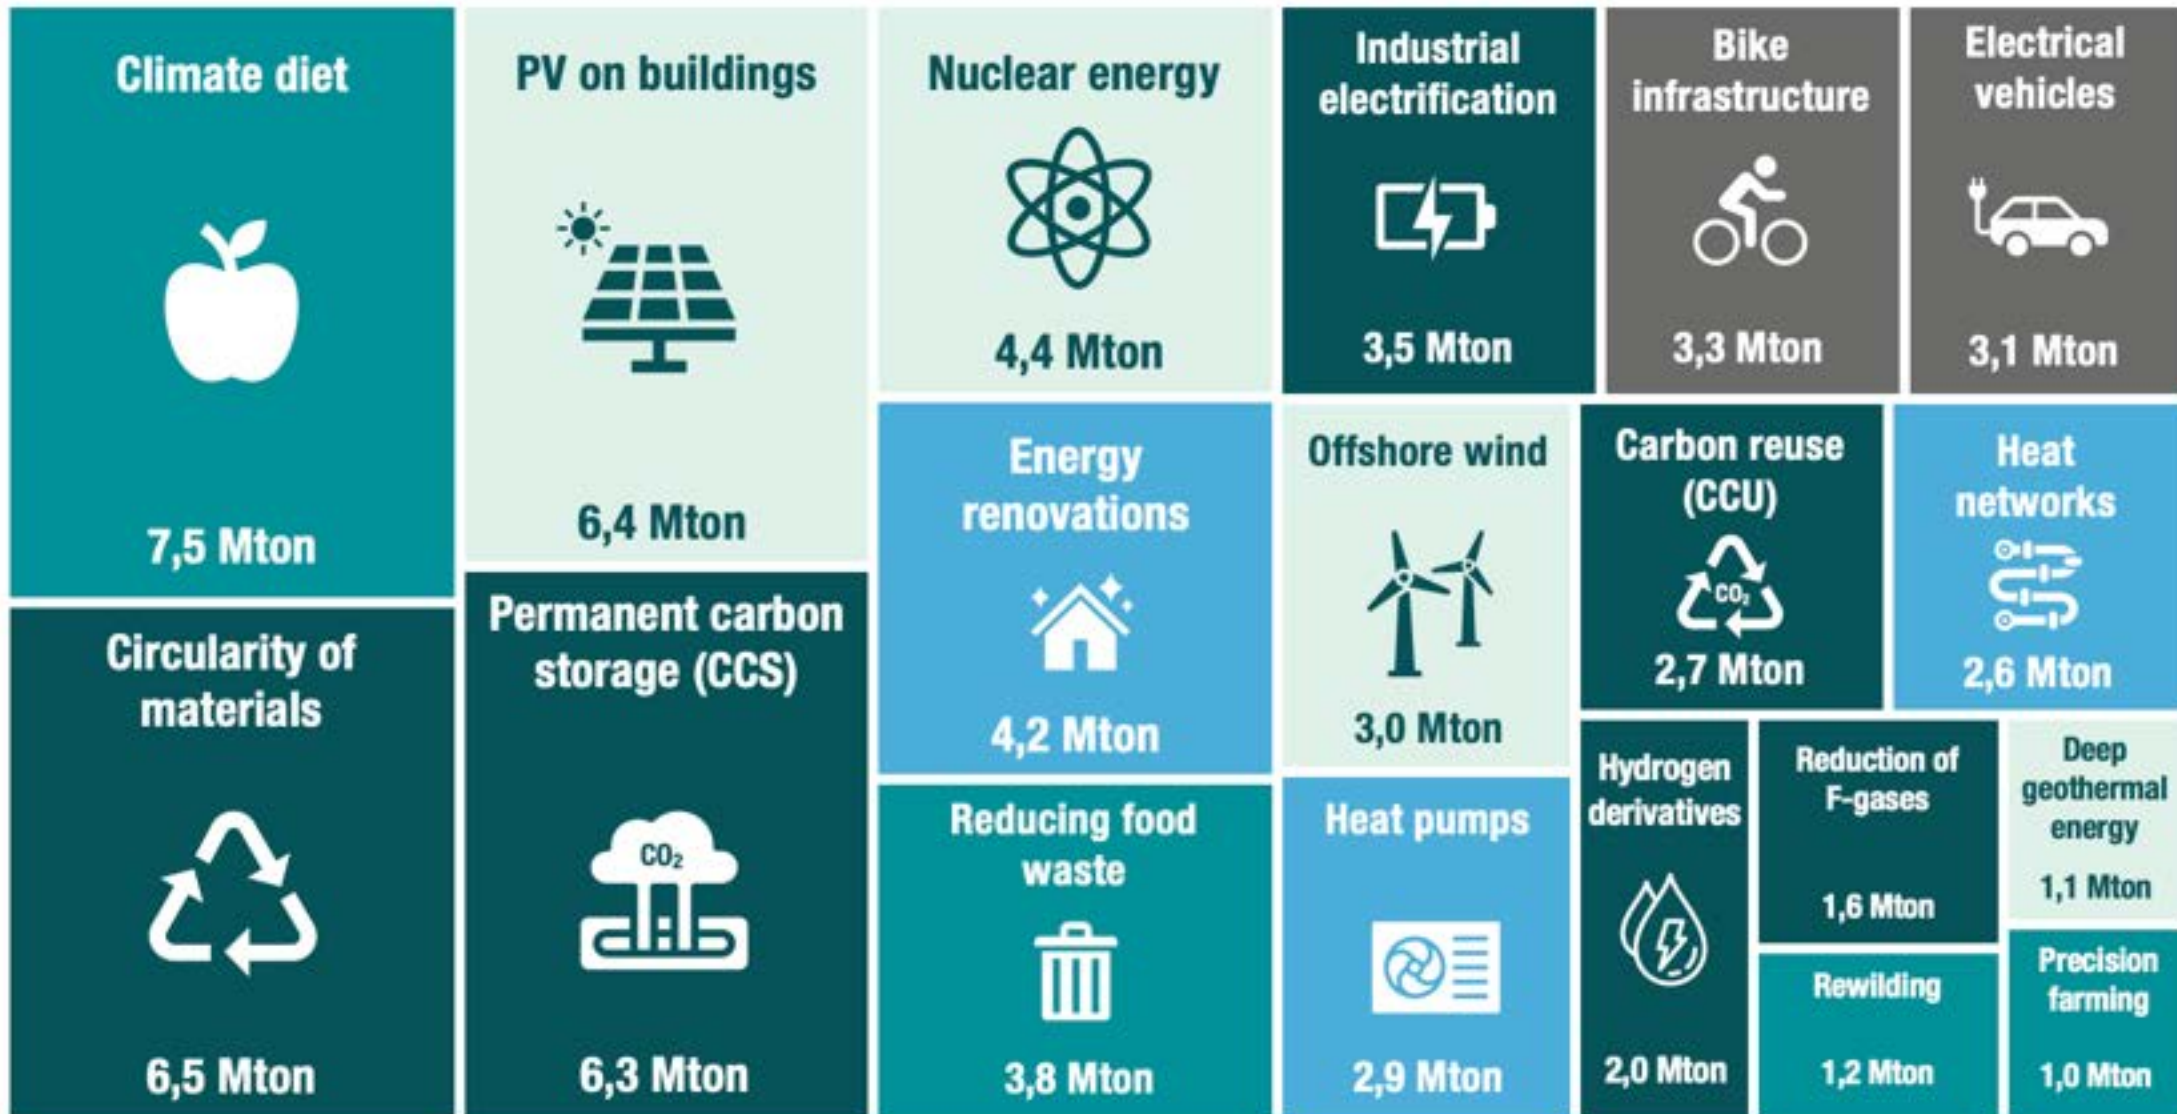 Climate diet
7,5 Mton
Circularity of
materials
6,5 Mton
PV on buildings
6,4 Mton
Permanent carbon
storage (CCS)
CO₂
6,3 Mton
Nuclear energy
4,4 Mton
Energy
renovations
4,2 Mton
Reducing food
waste
3,8 Mton
Industrial
electrification
3,5 Mton
Bike
infrastructure
3,3 Mton
Electrical
vehicles
3,1 Mton
Offshore wind
3,0 Mton
Heat pumps
2,9 Mton
Carbon reuse
(CCU)
CO₂
2,7 Mton
Heat
networks
2,6 Mton
Hydrogen
derivatives
2,0 Mton
Reduction of
F-gases
1,6 Mton
Rewilding
1,2 Mton
Deep
geothermal
energy
1,1 Mton
Precision
farming
1,0 Mton